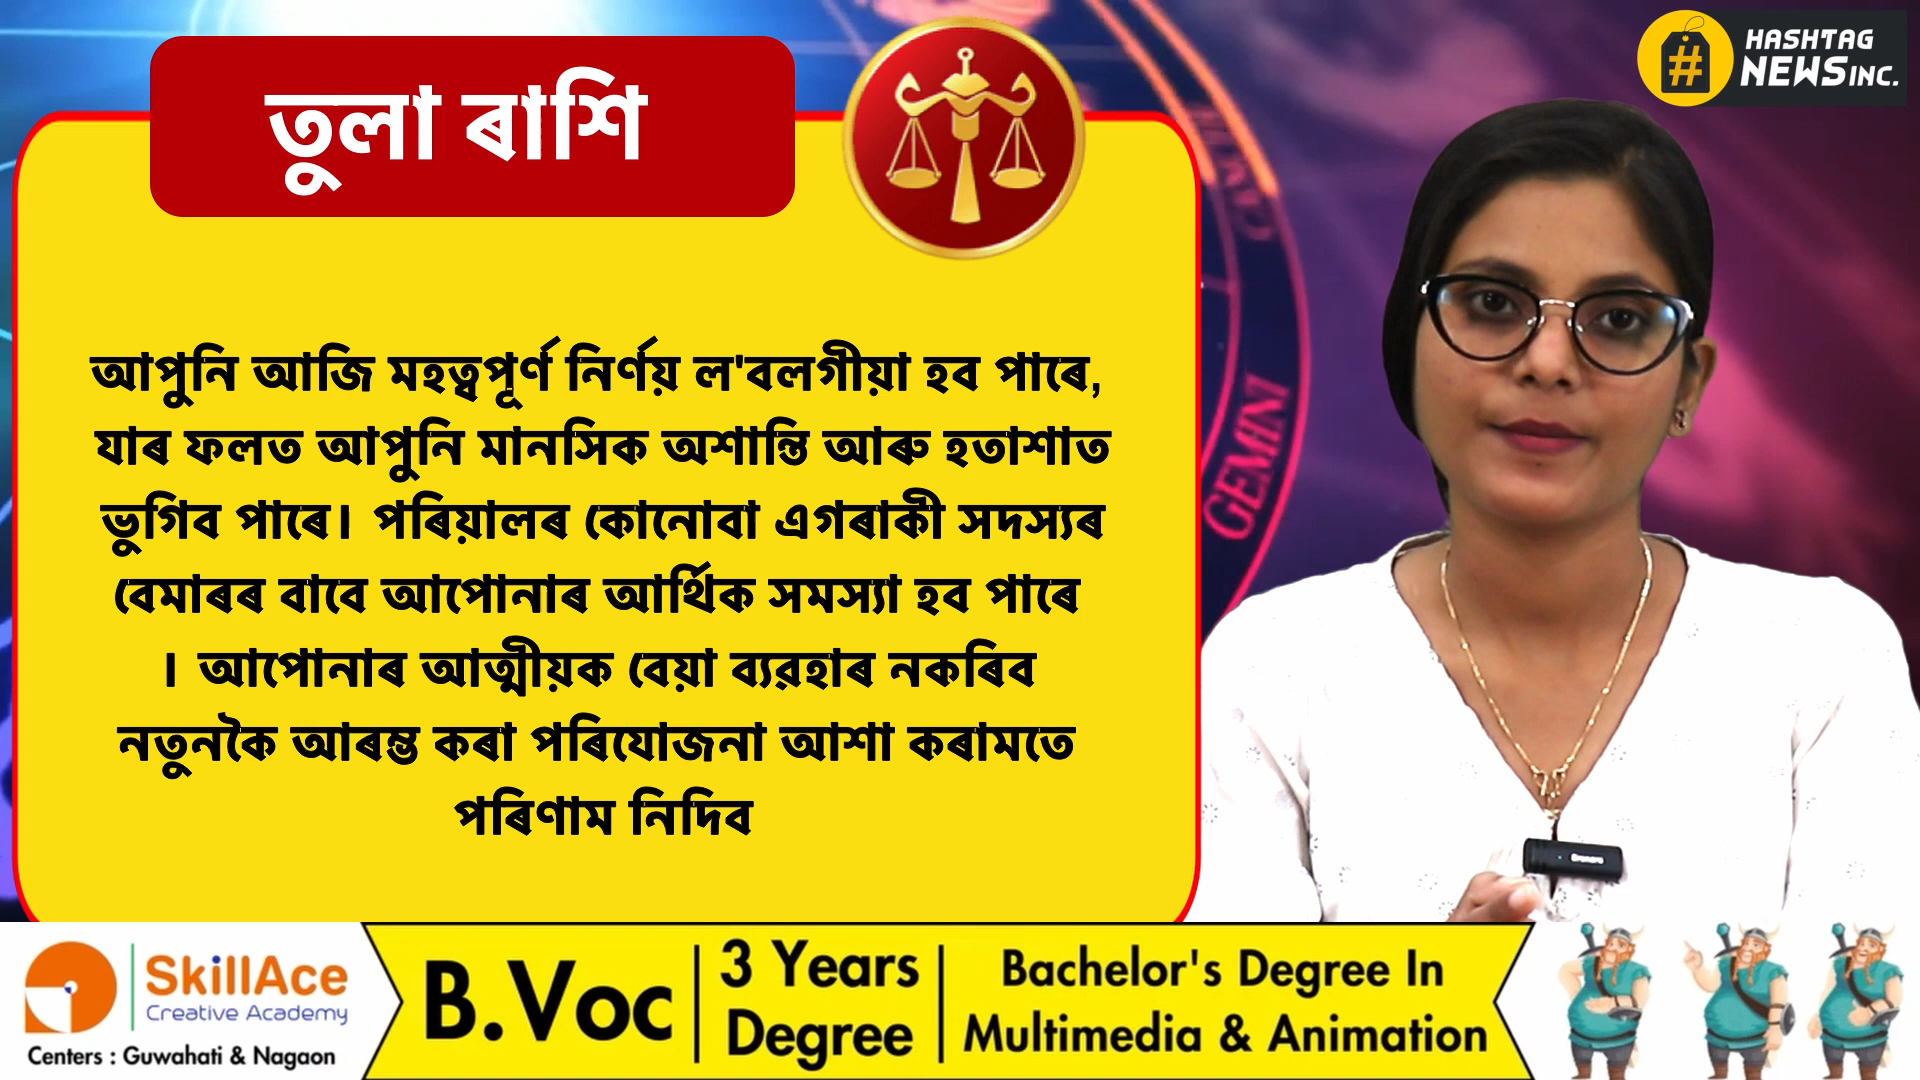 তুলা ৰাশি
HASHTAG
NEWS INC.
আপুনি আজি মহত্বপূৰ্ণ নিৰ্ণয় ল'বলগীয়া হব পাৰে,
যাৰ ফলত আপুনি মানসিক অশান্তি আৰু হতাশাত
ভুগিব পাৰে। পৰিয়ালৰ কোনোবা এগৰাকী সদস্যৰ
বেমাৰৰ বাবে আপোনাৰ আৰ্থিক সমস্যা হব পাৰে
। আপোনাৰ আত্মীয়ক বেয়া ব্যৱহাৰ নকৰিব
নতুনকৈ আৰম্ভ কৰা পৰিযোজনা আশা কৰামতে
পৰিণাম নিদিব
GEMINI
SkillAce
Creative Academy
Centers : Guwahati & Nagaon
B.Voc
3 Years
Degree
Bachelor's Degree In
Multimedia & Animation